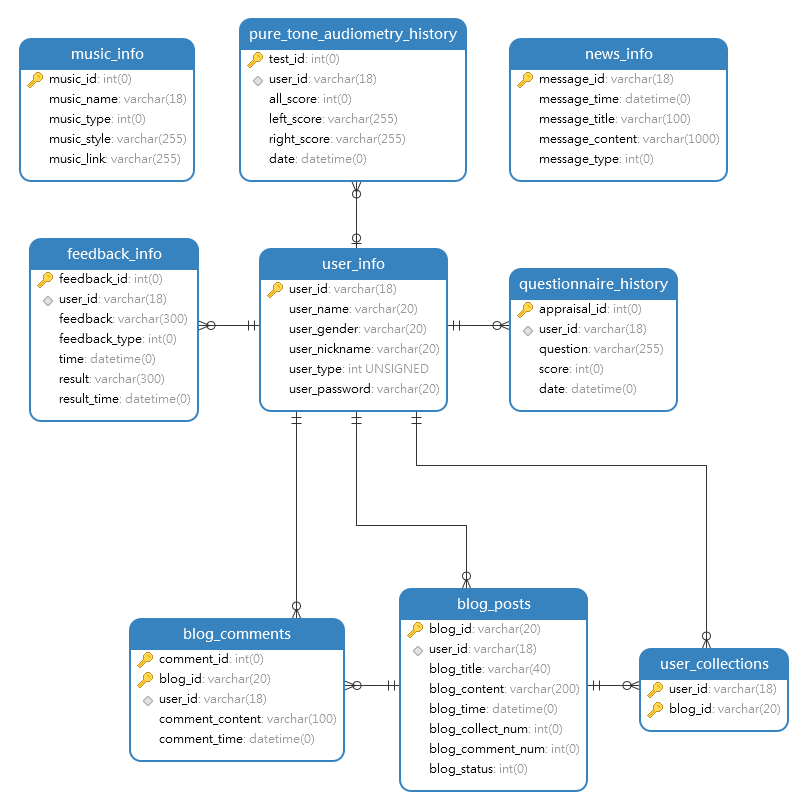 music_info
music_id: int(0)
music_name: varchar(18)
music_type: int(0)
music_style: varchar(255)
music_link: varchar(255)
pure_tone_audiometry_history
test_id: int(0)
user_id: varchar(18)
all_score: int(0)
left_score: varchar(255)
right_score: varchar(255)
date: datetime(0)
news_info
message_id: varchar(18)
message_time: datetime(0)
message_title: varchar(100)
message_content: varchar(1000)
message_type: int(0)
feedback_info
feedback_id: int(0)
user_id: varchar(18)
feedback: varchar(300)
feedback_type: int(0)
time: datetime(0)
result: varchar(300)
result_time: datetime(0)
user_info
user_id: varchar(18)
user_name: varchar(20)
user_gender: varchar(20)
user_nickname: varchar(20)
user_type: int UNSIGNED
user_password: varchar(20)
questionnaire_history
appraisal_id: int(0)
user_id: varchar(18)
question: varchar(255)
score: int(0)
date: datetime(0)
blog_comments
comment_id: int(0)
blog_id: varchar(20)
user_id: varchar(18)
comment_content: varchar(100)
comment_time: datetime(0)
blog_posts
blog_id: varchar(20)
user_id: varchar(18)
blog_title: varchar(40)
blog_content: varchar(200)
blog_time: datetime(0)
blog_collect_num: int(0)
blog_comment_num: int(0)
blog_status: int(0)
user_collections
user_id: varchar(18)
blog_id: varchar(20)